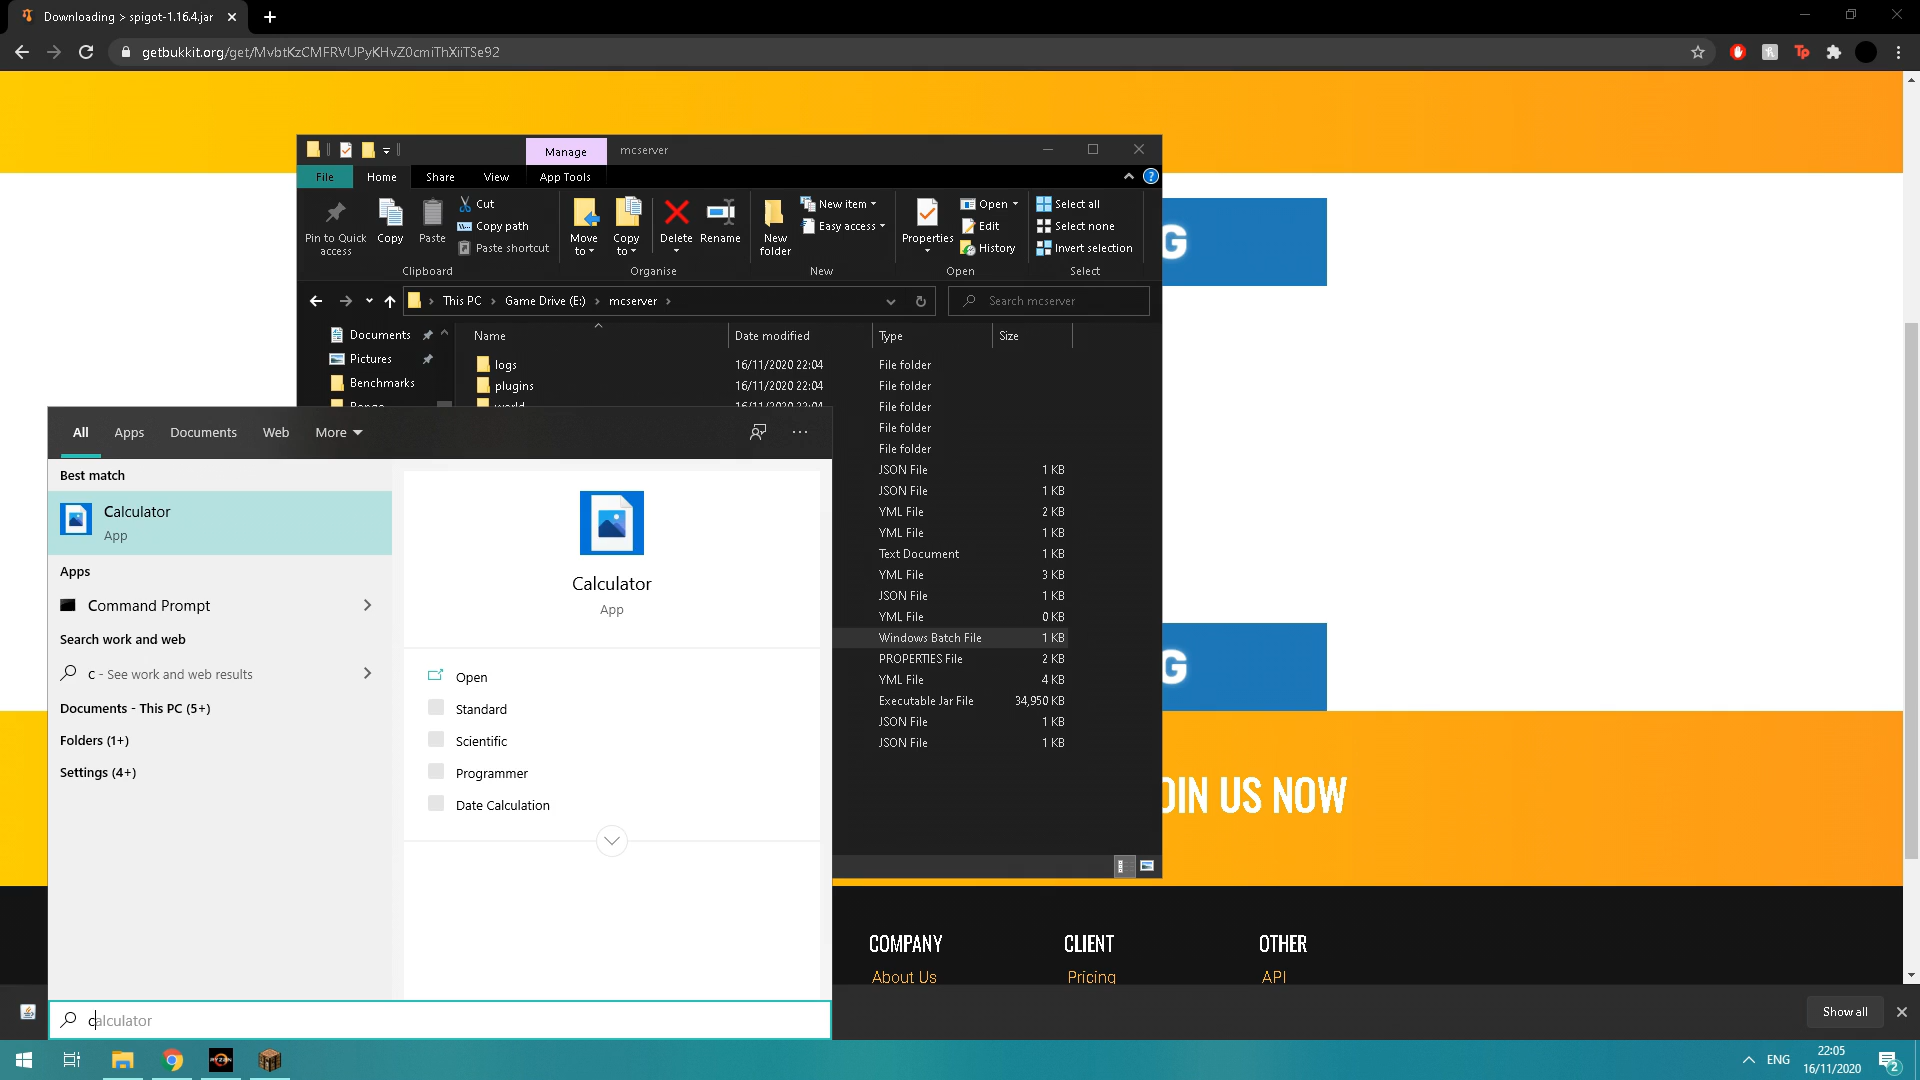 Downloading > spigot-1.16.4.jar
getbukkit.org/get/MvbtKzCMFRVUPyKHvZ0cmiThXiiTSe92
Manage
mcserver
File
Home
Share
View
App Tools
Pin to Quick access
Copy
Paste
Cut
Copy path
Paste shortcut
Move to
Copy to
Delete
Rename
New folder
New item
Easy access
Properties
Open
Edit
History
Select all
Select none
Invert selection
Clipboard
Organise
New
Open
Select
This PC
Game Drive (E:)
mcserver
Search mcserver
Documents
Pictures
Benchmarks
Name
Date modified
Type
Size
logs 16/11/2020 22:04 File folder
plugins 16/11/2020 22:04 File folder
world 16/11/2020 22:04 File folder
File folder
File folder
JSON File 1 KB
JSON File 1 KB
YML File 2 KB
YML File 1 KB
Text Document 1 KB
YML File 3 KB
JSON File 1 KB
YML File 0 KB
Windows Batch File 1 KB
PROPERTIES File 2 KB
YML File 4 KB
Executable Jar File 34,950 KB
JSON File 1 KB
JSON File 1 KB
G
G
OIN US NOW
All
Apps
Documents
Web
More
Best match
Calculator
App
Apps
Command Prompt
Search work and web
c - See work and web results
Documents - This PC (5+)
Folders (1+)
Settings (4+)
Calculator
App
Open
Standard
Scientific
Programmer
Date Calculation
calculator
COMPANY
About Us
CLIENT
Pricing
OTHER
API
Show all
RYZEN
ENG
22:05
16/11/2020
2